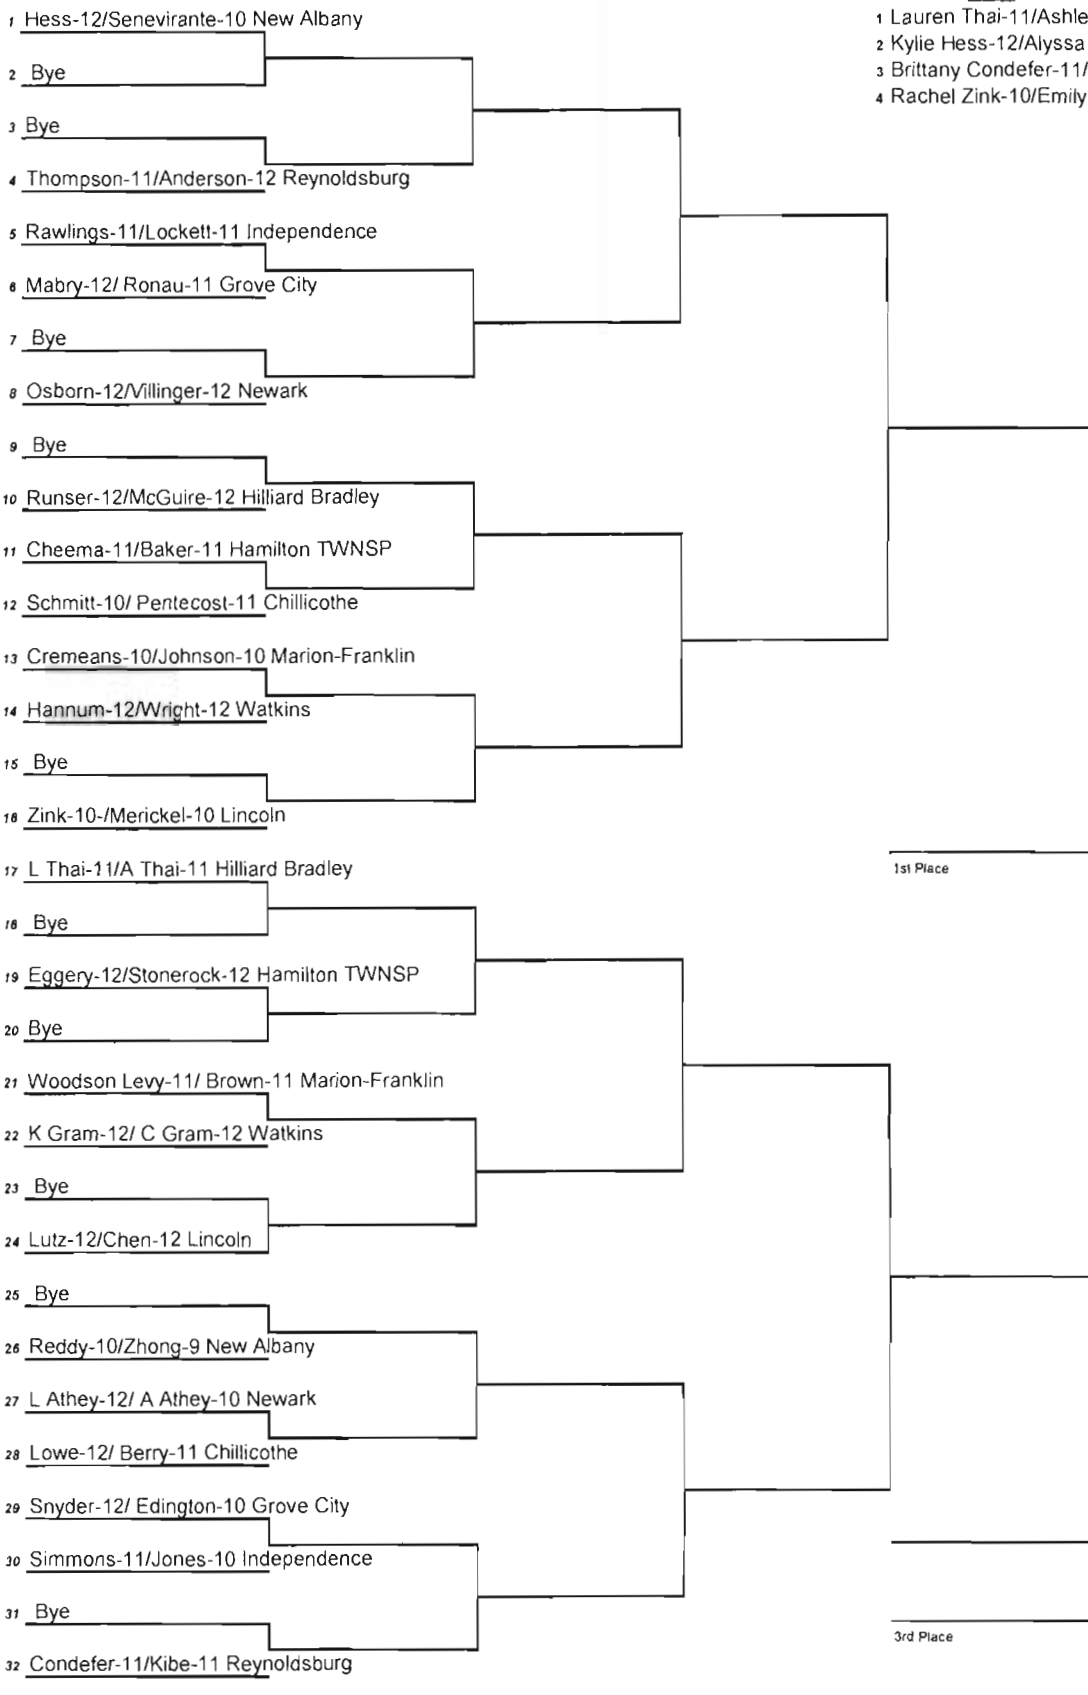 1 Hess-12/Senevirante-10 New Albany
2 Bye
3 Bye
4 Thompson-11/Anderson-12 Reynoldsburg
5 Rawlings-11/Lockett-11 Independence
6 Mabry-12/ Ronau-11 Grove City
7 Bye
8 Osborn-12/Villinger-12 Newark
9 Bye
10 Runser-12/McGuire-12 Hilliard Bradley
11 Cheema-11/Baker-11 Hamilton TWNSP
12 Schmitt-10/ Pentecost-11 Chillicothe
13 Cremeans-10/Johnson-10 Marion-Franklin
14 Hannum-12/Wright-12 Watkins
15 Bye
16 Zink-10-/Merickel-10 Lincoln
17 L Thai-11/A Thai-11 Hilliard Bradley
18 Bye
19 Eggery-12/Stonerock-12 Hamilton TWNSP
20 Bye
21 Woodson Levy-11/ Brown-11 Marion-Franklin
22 K Gram-12/ C Gram-12 Watkins
23 Bye
24 Lutz-12/Chen-12 Lincoln
25 Bye
26 Reddy-10/Zhong-9 New Albany
27 L Athey-12/ A Athey-10 Newark
28 Lowe-12/ Berry-11 Chillicothe
29 Snyder-12/ Edington-10 Grove City
30 Simmons-11/Jones-10 Independence
31 Bye
32 Condefer-11/Kibe-11 Reynoldsburg
1 Lauren Thai-11/Ashle
2 Kylie Hess-12/Alyssa
3 Brittany Condefer-11/
4 Rachel Zink-10/Emily
1st Place
3rd Place